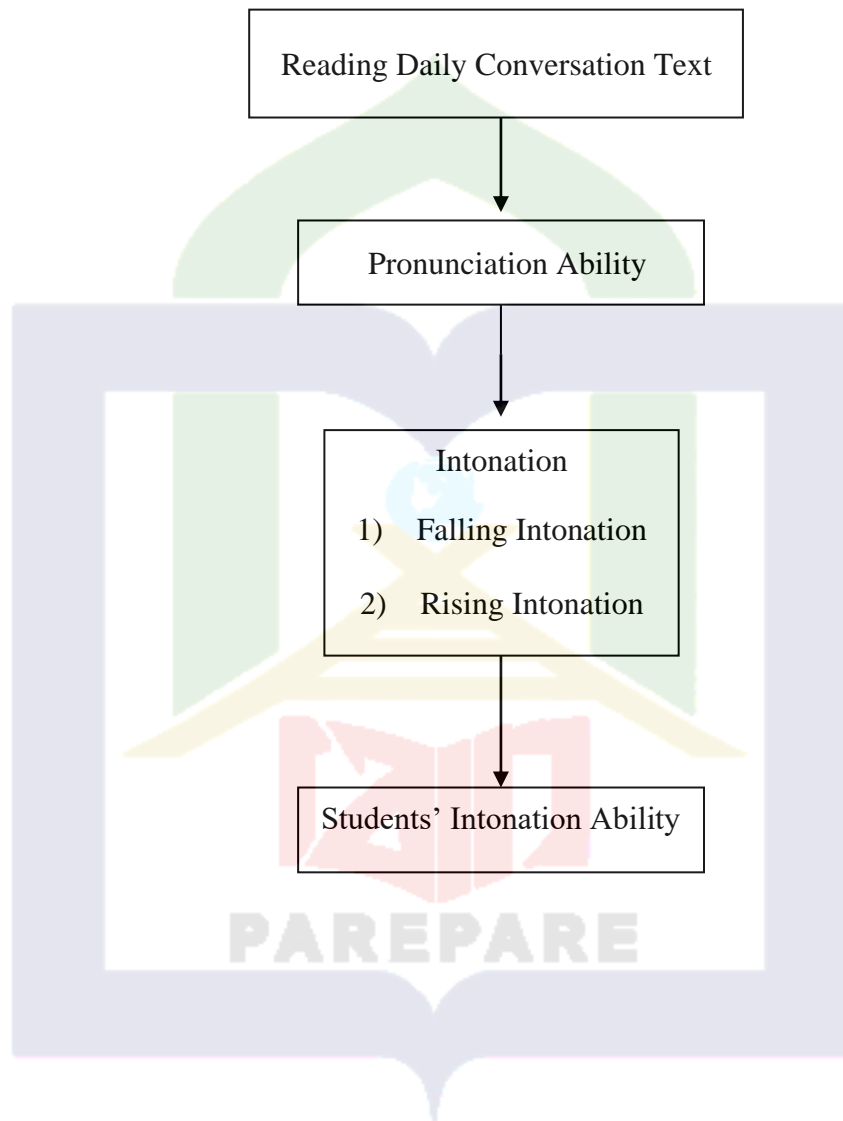 Reading Daily Conversation Text
Pronunciation Ability
Intonation
1) Falling Intonation
2) Rising Intonation
Students’ Intonation Ability
PAREPARE